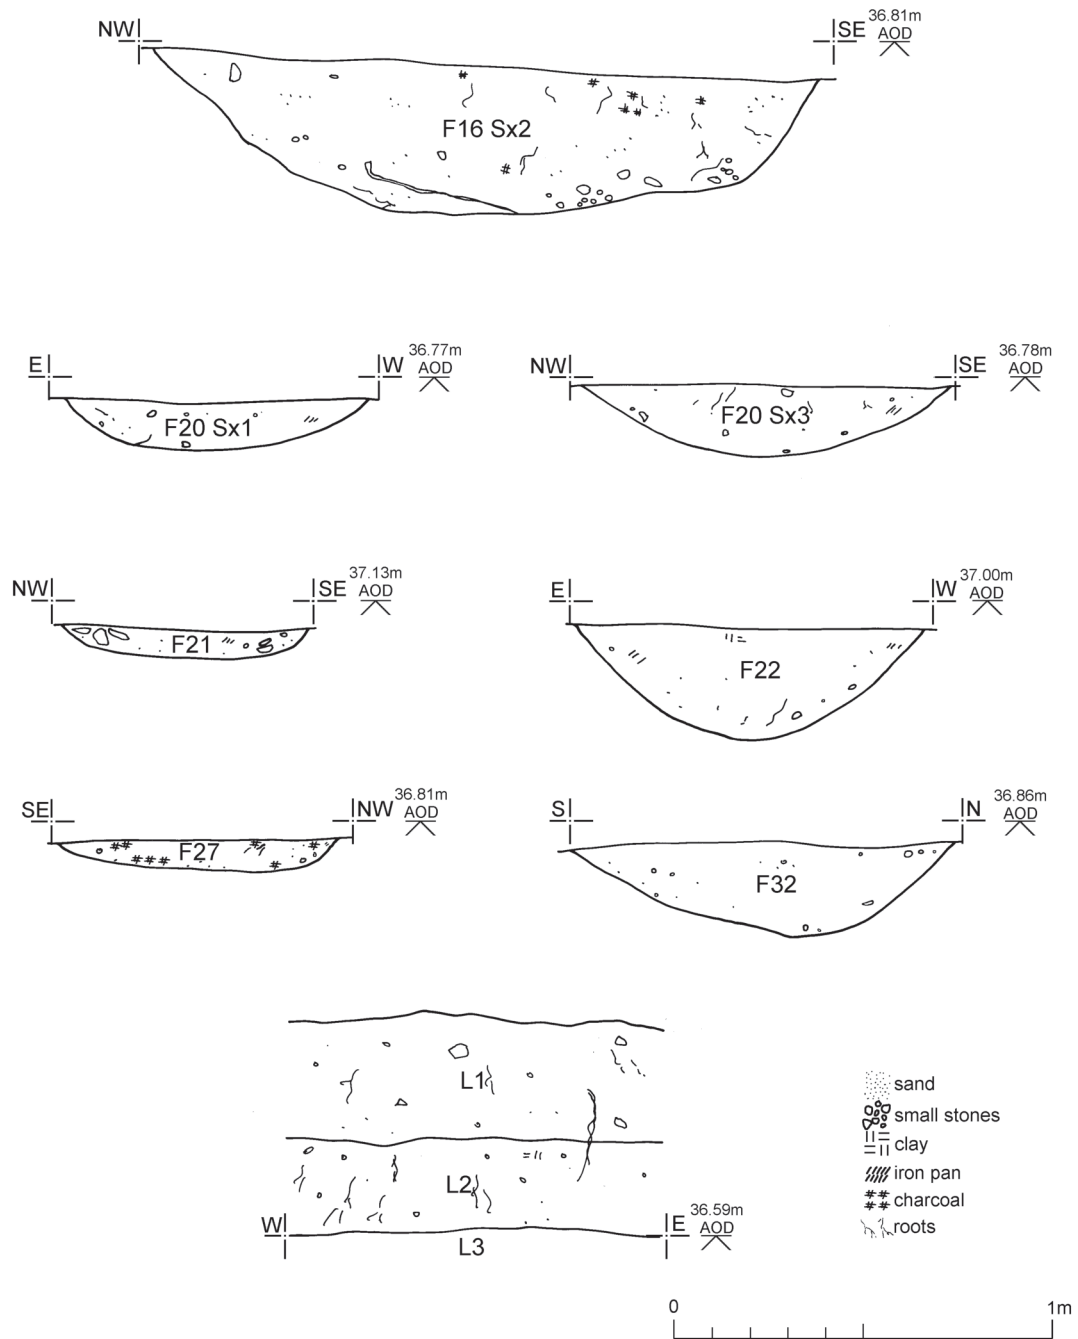 NW SE 36.81m
AOD
F16 Sx2
E W 36.77m
AOD
F20 Sx1
NW SE 36.78m
AOD
F20 Sx3
NW SE 37.13m
AOD
F21
E W 37.00m
AOD
F22
SE NW 36.81m
AOD
F27
S N 36.86m
AOD
F32
L1
L2
W E 36.59m
AOD
L3
sand
small stones
clay
iron pan
charcoal
roots
0 1m